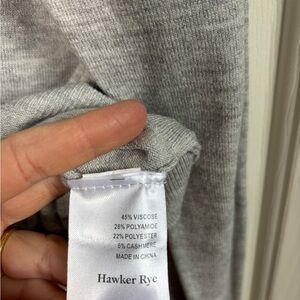 45% VISCOSE
28% POLYAMIDE
22% POLYESTER
5% CASHMERE
MADE IN CHINA
Hawker Rye